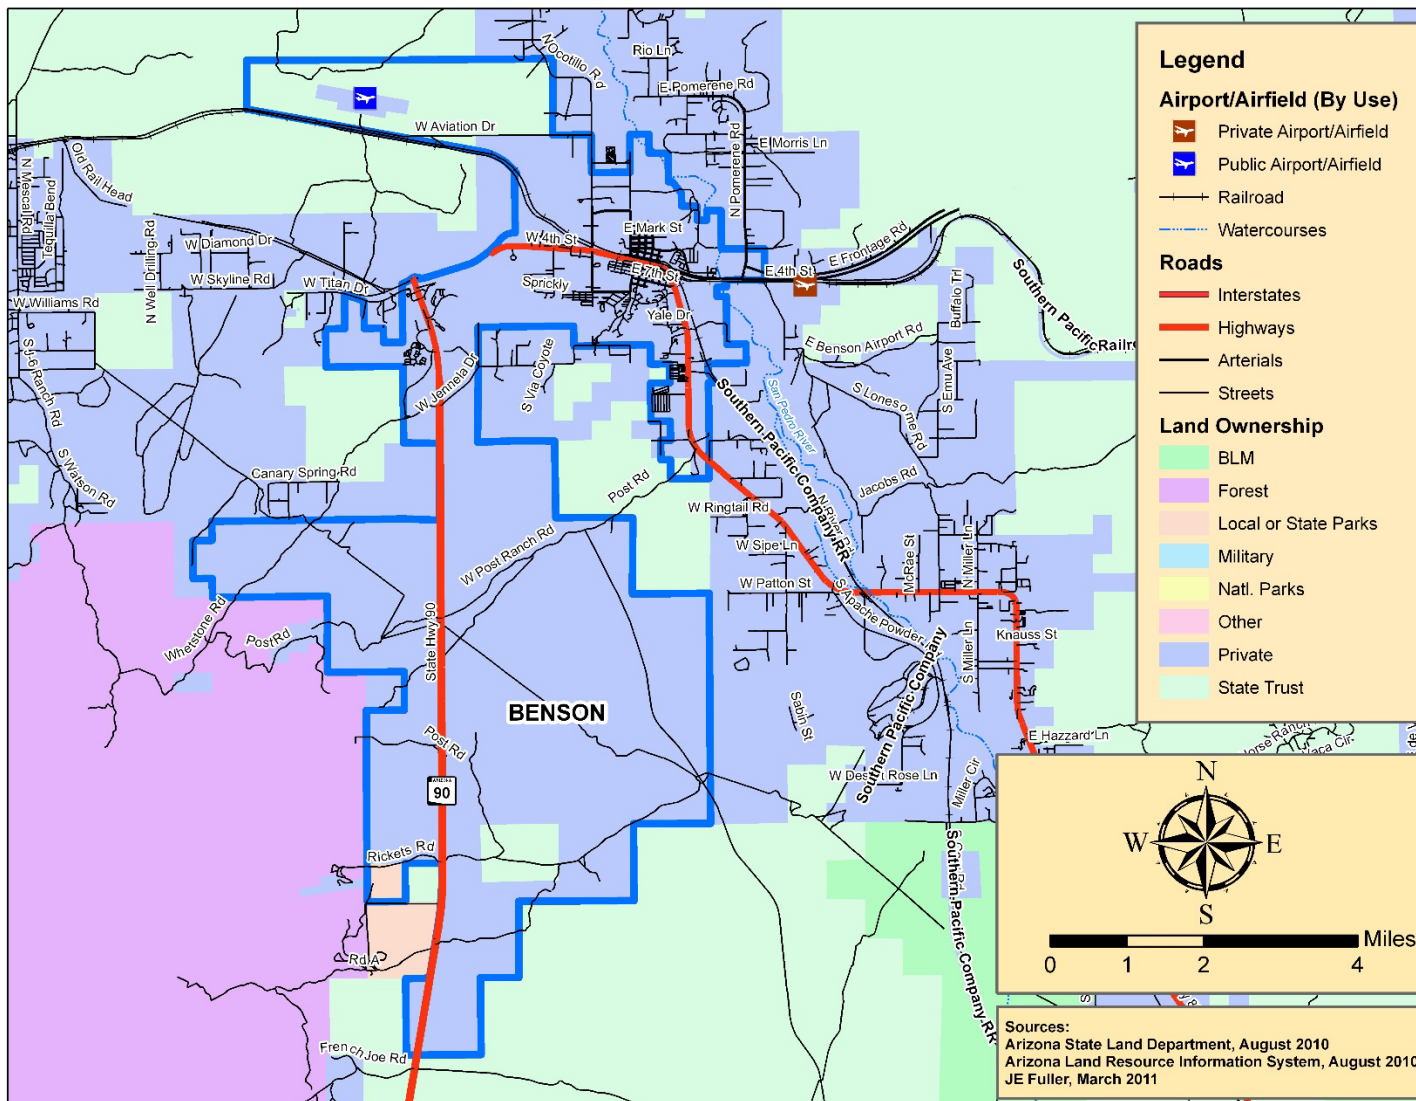 Rio Ln
N Ocotillo Rd
E Pomerene Rd
W Aviation Dr
N Pomerene Rd
E Morris Ln
Old Rail Head
N Mescal Rd
Tequilla Bend
N Well Drilling Rd
W Diamond Dr
W Skyline Rd
W Titan Dr
W Williams Rd
E Mark St
W 4th St
E 7th St
E 4th St
E Frontage Rd
Southern Pacific Railr
Sprickly
Yale Dr
Buffalo Trl
E Benson Airport Rd
S J-6 Ranch Rd
W Jennela Dr
S Via Coyote
S Emu Ave
S Lonesome Rd
San Pedro River
Southern Pacific Company RR
S Watson Rd
Canary Spring Rd
Post Rd
Jacobs Rd
W Ringtail Rd
N River Rd
W Sipe Ln
McRae St
N Miller Ln
W Post Ranch Rd
W Patton St
S Apache Powder
Whetstone Rd
Post Rd
State Hwy 90
Knauss St
S Miller Ln
Southern Pacific Company
BENSON
Sabin St
Post Rd
E Hazzard Ln
W Desert Rose Ln
Miller Cir
ARIZONA
90
Rickets Rd
Southern Pacific Company RR
Rd A
French Joe Rd
Legend
Airport/Airfield (By Use)
Private Airport/Airfield
Public Airport/Airfield
Railroad
Watercourses
Roads
Interstates
Highways
Arterials
Streets
Land Ownership
BLM
Forest
Local or State Parks
Military
Natl. Parks
Other
Private
State Trust
N
W E
S
Miles
0 1 2 4
Sources:
Arizona State Land Department, August 2010
Arizona Land Resource Information System, August 2010
JE Fuller, March 2011